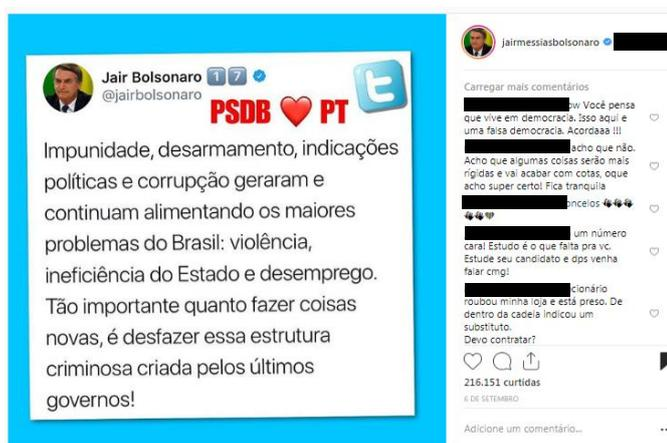 Jair Bolsonaro 1 7
@jairbolsonaro
PSDB ❤ PT
Impunidade, desarmamento, indicações
políticas e corrupção geraram e
continuam alimentando os maiores
problemas do Brasil: violência,
ineficiência do Estado e desemprego.
Tão importante quanto fazer coisas
novas, é desfazer essa estrutura
criminosa criada pelos últimos
governos!
jairmessiasbolsonaro
Carregar mais comentários
Você pensa
que vive em democracia. Isso aqui e
uma falsa democracia. Acordaaa !!!
acho que não.
Acho que algumas coisas serão mais
rígidas e vai acabar com cotas, oque
acho super certo! Fica tranquila
um número
cara! Estudo é o que falta pra vc.
Estude seu candidato e dps venha
falar cmg!
roubou minha loja e está preso. De
dentro da cadeia indicou um
substituto.
Devo contratar?
216.151 curtidas
6 DE SETEMBRO
Adicione um comentário...